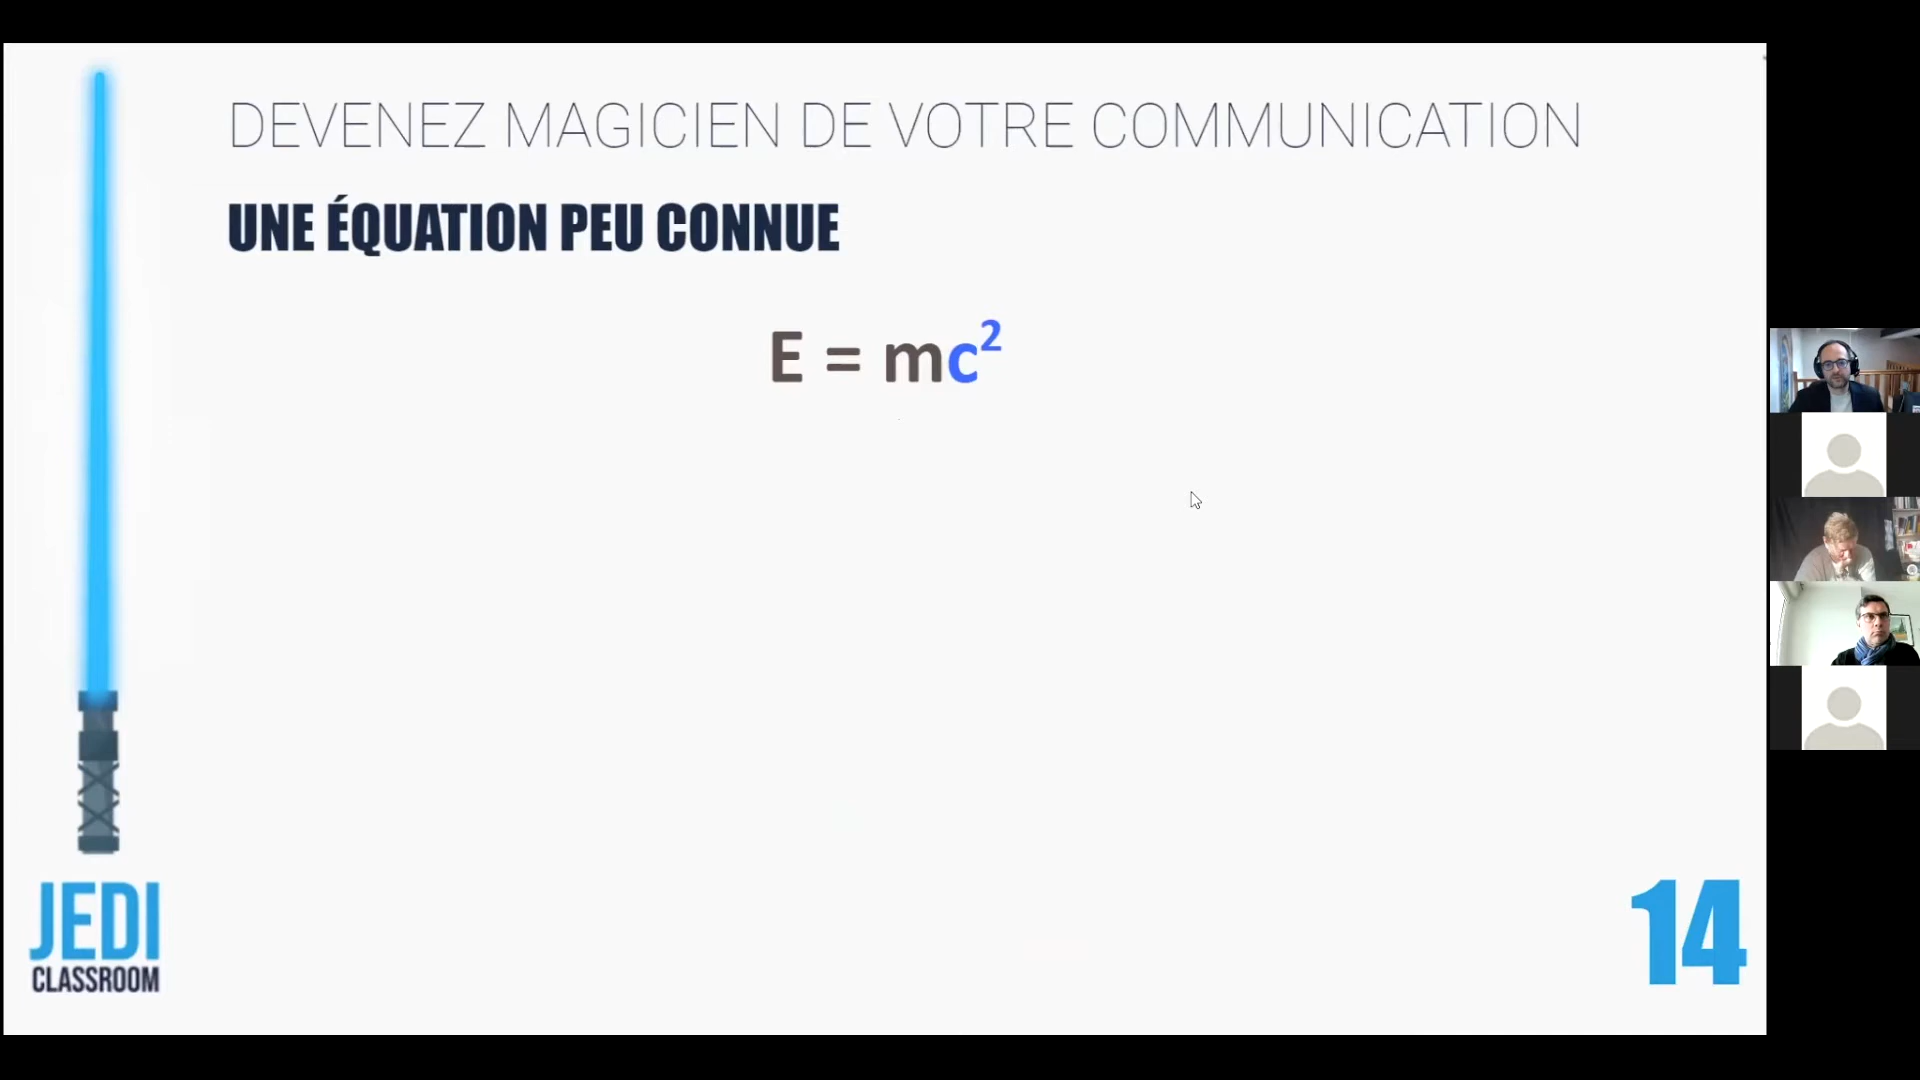 DEVENEZ MAGICIEN DE VOTRE COMMUNICATION
UNE ÉQUATION PEU CONNUE
E = mc²
JEDI
CLASSROOM
14